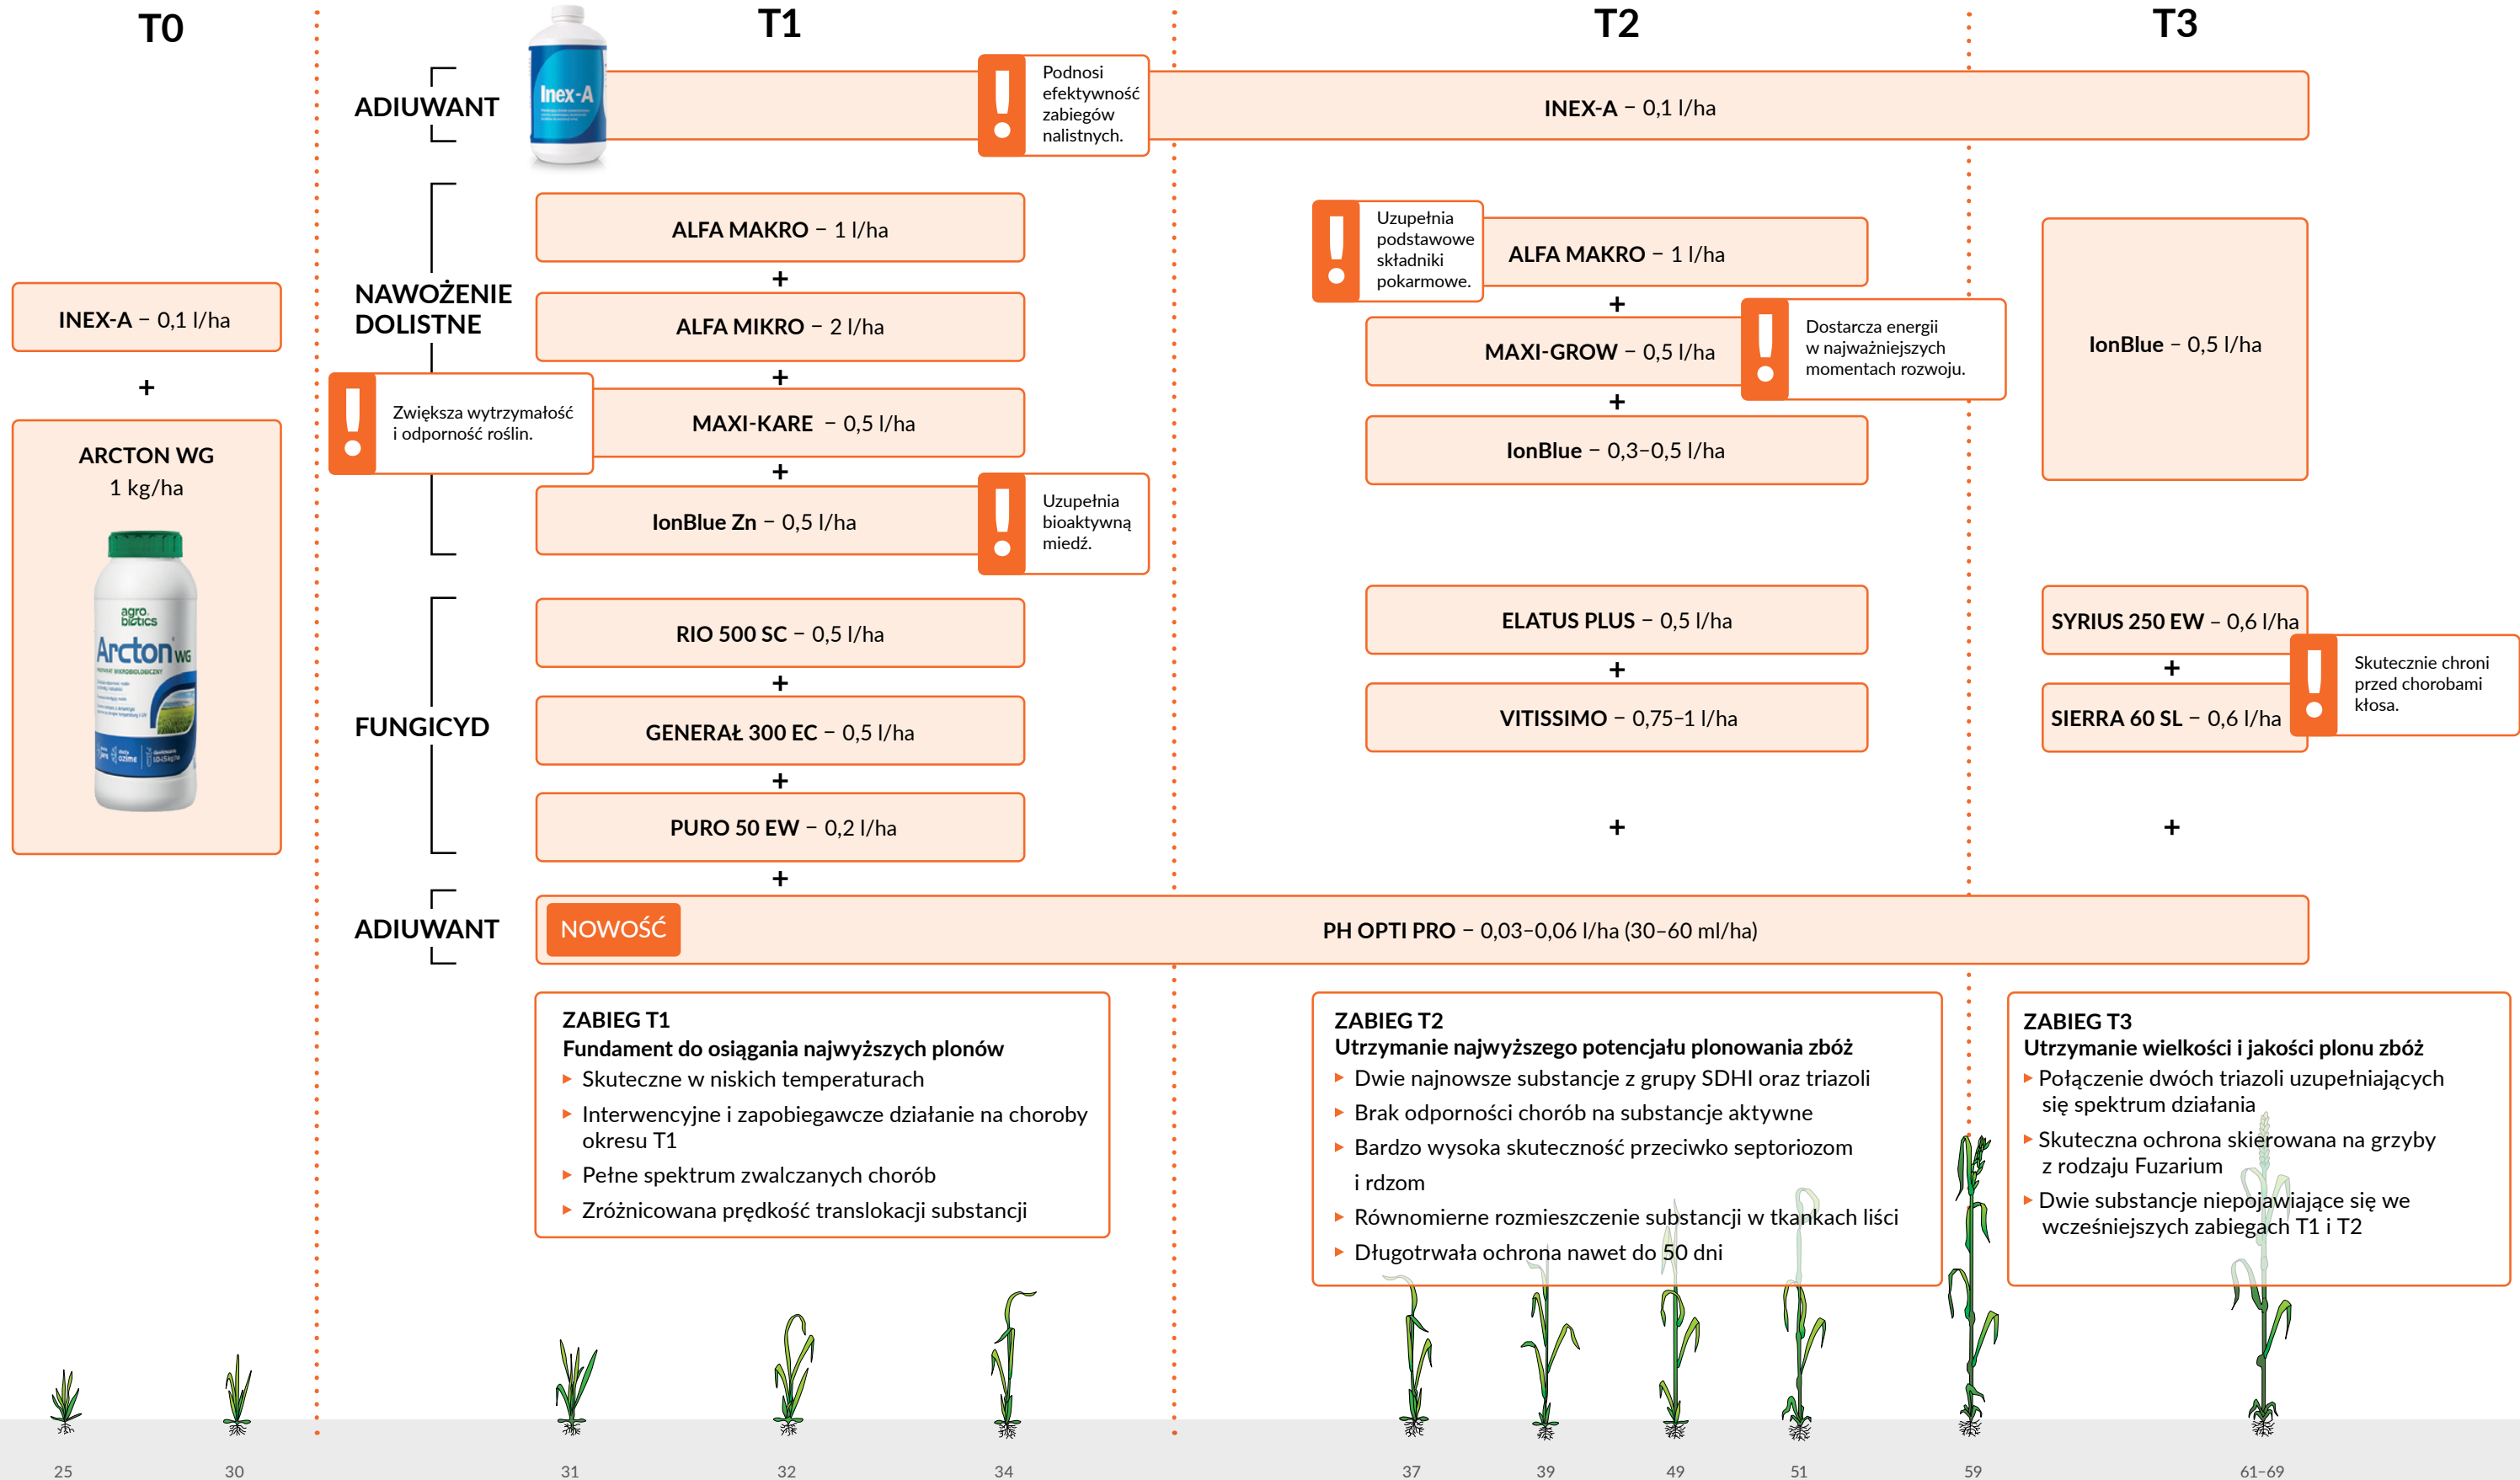 T0
T1
T2
T3
ADIUWANT
Inex-A
Podnosi
efektywność
zabiegów
nalistnych.
INEX-A – 0,1 l/ha
INEX-A – 0,1 l/ha
+
ARCTON WG
1 kg/ha
agro.
biotics
Arcton WG
PREPARAT MIKROBIOLOGICZNY
NAWOŻENIE
DOLISTNE
ALFA MAKRO – 1 l/ha
+
ALFA MIKRO – 2 l/ha
+
Zwiększa wytrzymałość
i odporność roślin.
MAXI-KARE – 0,5 l/ha
+
IonBlue Zn – 0,5 l/ha
Uzupełnia
bioaktywną
miedź.
Uzupełnia
podstawowe
składniki
pokarmowe.
ALFA MAKRO – 1 l/ha
+
MAXI-GROW – 0,5 l/ha
Dostarcza energii
w najważniejszych
momentach rozwoju.
+
IonBlue – 0,3–0,5 l/ha
IonBlue – 0,5 l/ha
FUNGICYD
RIO 500 SC – 0,5 l/ha
+
GENERAŁ 300 EC – 0,5 l/ha
+
PURO 50 EW – 0,2 l/ha
+
ELATUS PLUS – 0,5 l/ha
+
VITISSIMO – 0,75–1 l/ha
+
SYRIUS 250 EW – 0,6 l/ha
+
SIERRA 60 SL – 0,6 l/ha
Skutecznie chroni
przed chorobami
kłosa.
+
ADIUWANT
NOWOŚĆ
PH OPTI PRO – 0,03–0,06 l/ha (30–60 ml/ha)
ZABIEG T1
Fundament do osiągania najwyższych plonów
Skuteczne w niskich temperaturach
Interwencyjne i zapobiegawcze działanie na choroby
okresu T1
Pełne spektrum zwalczanych chorób
Zróżnicowana prędkość translokacji substancji
ZABIEG T2
Utrzymanie najwyższego potencjału plonowania zbóż
Dwie najnowsze substancje z grupy SDHI oraz triazoli
Brak odporności chorób na substancje aktywne
Bardzo wysoka skuteczność przeciwko septoriozom
i rdzom
Równomierne rozmieszczenie substancji w tkankach liści
Długotrwała ochrona nawet do 50 dni
ZABIEG T3
Utrzymanie wielkości i jakości plonu zbóż
Połączenie dwóch triazoli uzupełniających
się spektrum działania
Skuteczna ochrona skierowana na grzyby
z rodzaju Fuzarium
Dwie substancje niepojawiające się we
wcześniejszych zabiegach T1 i T2
25
30
31
32
34
37
39
49
51
59
61–69